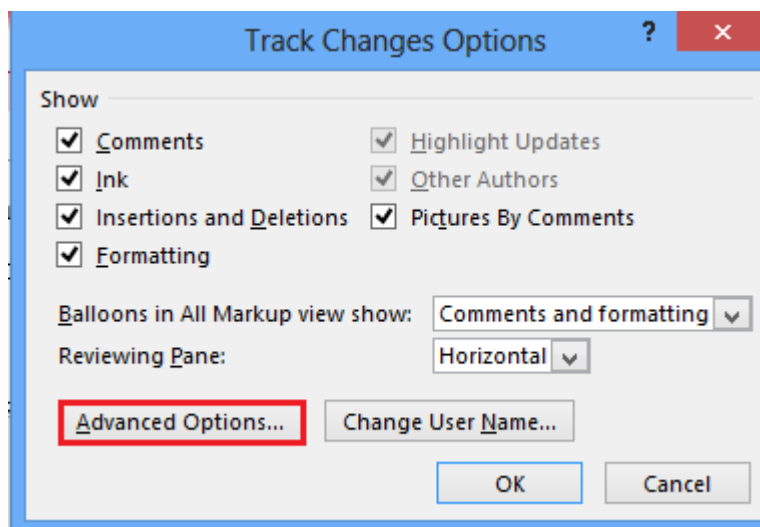 Track Changes Options ?
Show
Comments
Highlight Updates
Ink
Other Authors
Insertions and Deletions
Pictures By Comments
Formatting
Balloons in All Markup view show: Comments and formatting
Reviewing Pane: Horizontal
Advanced Options... Change User Name...
OK Cancel